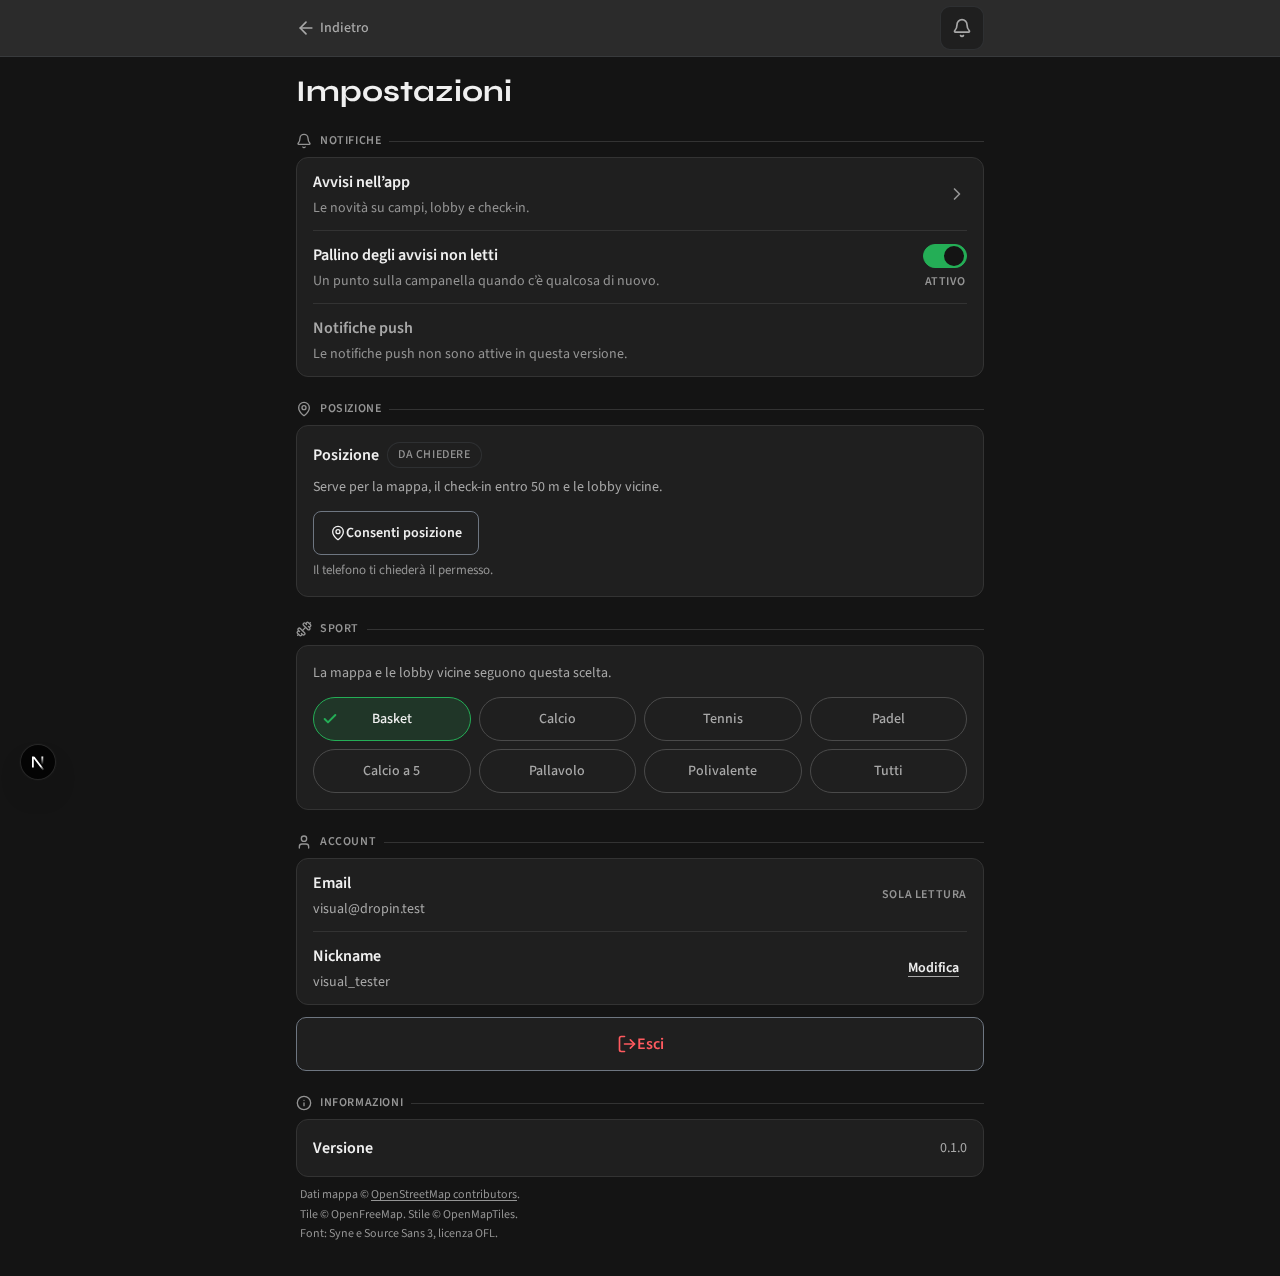 Indietro
Impostazioni
NOTIFICHE
Avvisi nell’app
Le novità su campi, lobby e check-in.
Pallino degli avvisi non letti
Un punto sulla campanella quando c’è qualcosa di nuovo.
ATTIVO
Notifiche push
Le notifiche push non sono attive in questa versione.
POSIZIONE
Posizione DA CHIEDERE
Serve per la mappa, il check-in entro 50 m e le lobby vicine.
Consenti posizione
Il telefono ti chiederà il permesso.
SPORT
La mappa e le lobby vicine seguono questa scelta.
Basket Calcio Tennis Padel
Calcio a 5 Pallavolo Polivalente Tutti
N
ACCOUNT
Email
visual@dropin.test
SOLA LETTURA
Nickname
visual_tester
Modifica
Esci
INFORMAZIONI
Versione 0.1.0
Dati mappa © OpenStreetMap contributors.
Tile © OpenFreeMap. Stile © OpenMapTiles.
Font: Syne e Source Sans 3, licenza OFL.